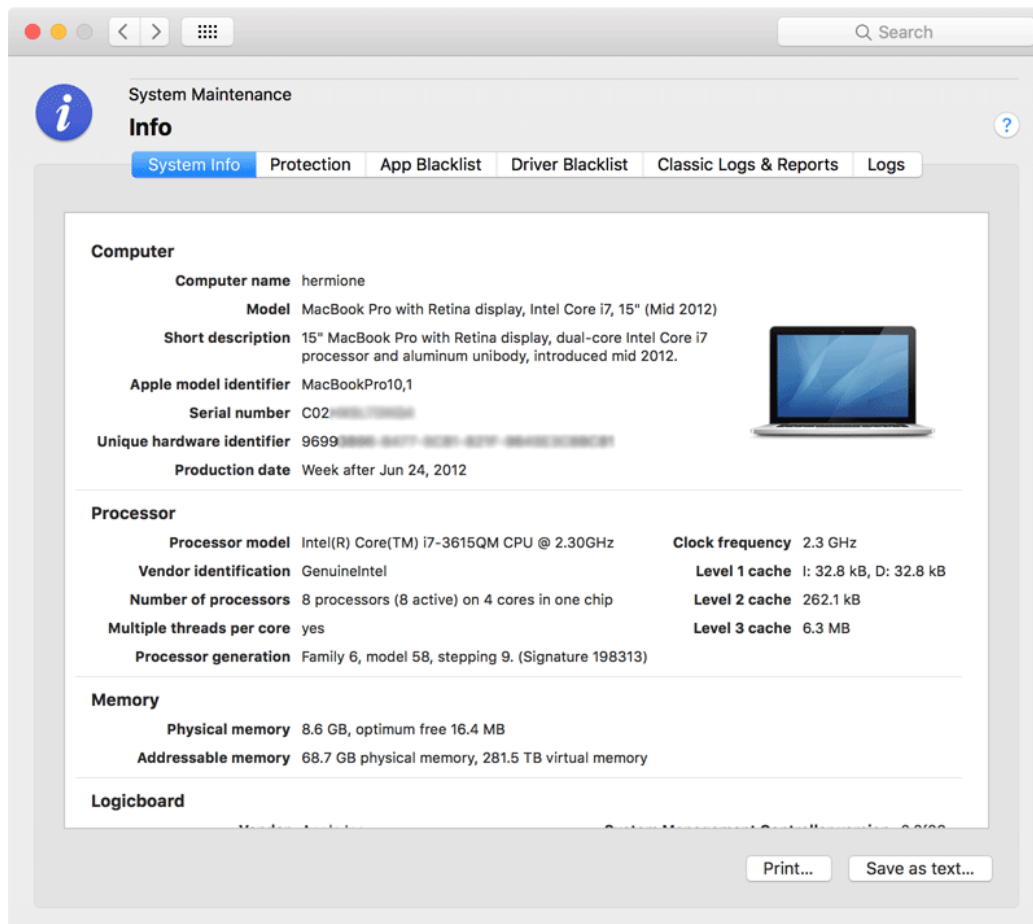 Search
System Maintenance
Info
?
System Info Protection App Blacklist Driver Blacklist Classic Logs & Reports Logs
Computer
Computer name hermione
Model MacBook Pro with Retina display, Intel Core i7, 15" (Mid 2012)
Short description 15" MacBook Pro with Retina display, dual-core Intel Core i7
processor and aluminum unibody, introduced mid 2012.
Apple model identifier MacBookPro10,1
Serial number C02
Unique hardware identifier 9699
Production date Week after Jun 24, 2012
Processor
Processor model Intel(R) Core(TM) i7-3615QM CPU @ 2.30GHz Clock frequency 2.3 GHz
Vendor identification GenuineIntel Level 1 cache I: 32.8 kB, D: 32.8 kB
Number of processors 8 processors (8 active) on 4 cores in one chip Level 2 cache 262.1 kB
Multiple threads per core yes Level 3 cache 6.3 MB
Processor generation Family 6, model 58, stepping 9. (Signature 198313)
Memory
Physical memory 8.6 GB, optimum free 16.4 MB
Addressable memory 68.7 GB physical memory, 281.5 TB virtual memory
Logicboard
Print... Save as text...